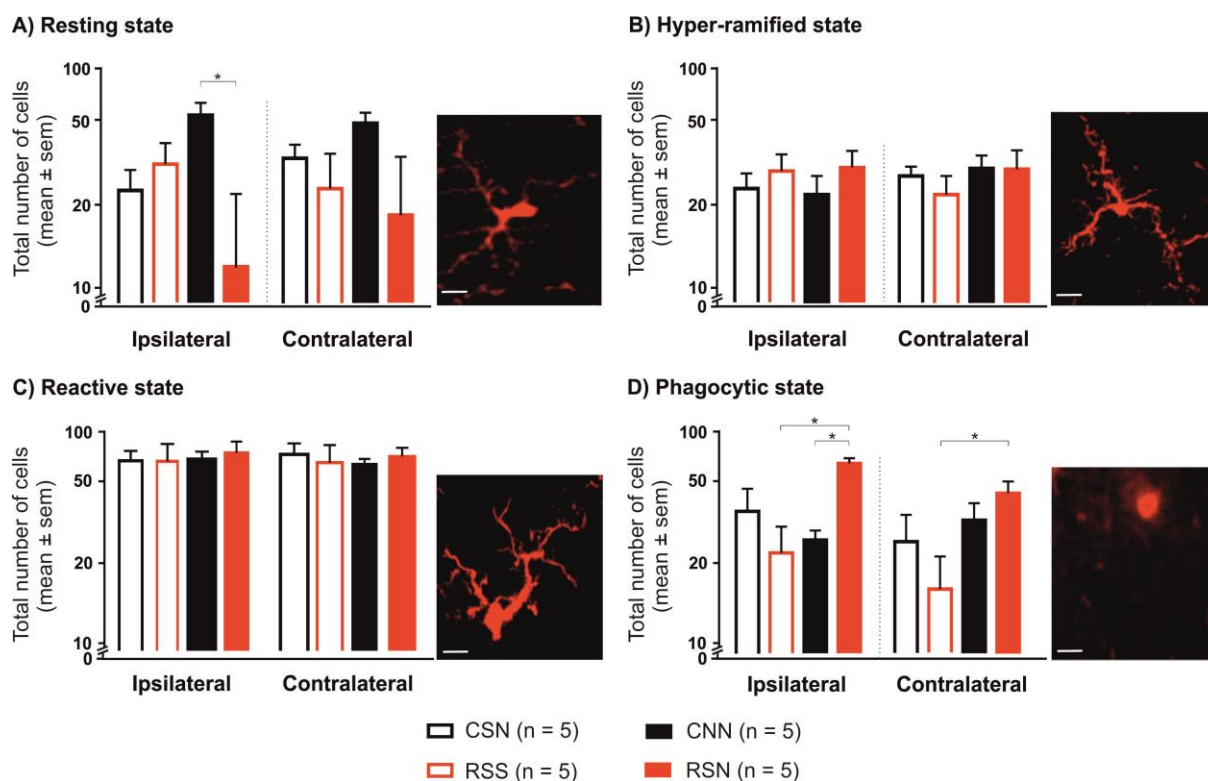 A) Resting state
Total number of cells
(mean ± sem)
100
50
20
10
0
*
Ipsilateral
Contralateral
B) Hyper-ramified state
Total number of cells
(mean ± sem)
100
50
20
10
0
Ipsilateral
Contralateral
C) Reactive state
Total number of cells
(mean ± sem)
100
50
20
10
0
Ipsilateral
Contralateral
D) Phagocytic state
Total number of cells
(mean ± sem)
100
50
20
10
0
*
*
*
Ipsilateral
Contralateral
CSN (n = 5)
CNN (n = 5)
RSS (n = 5)
RSN (n = 5)